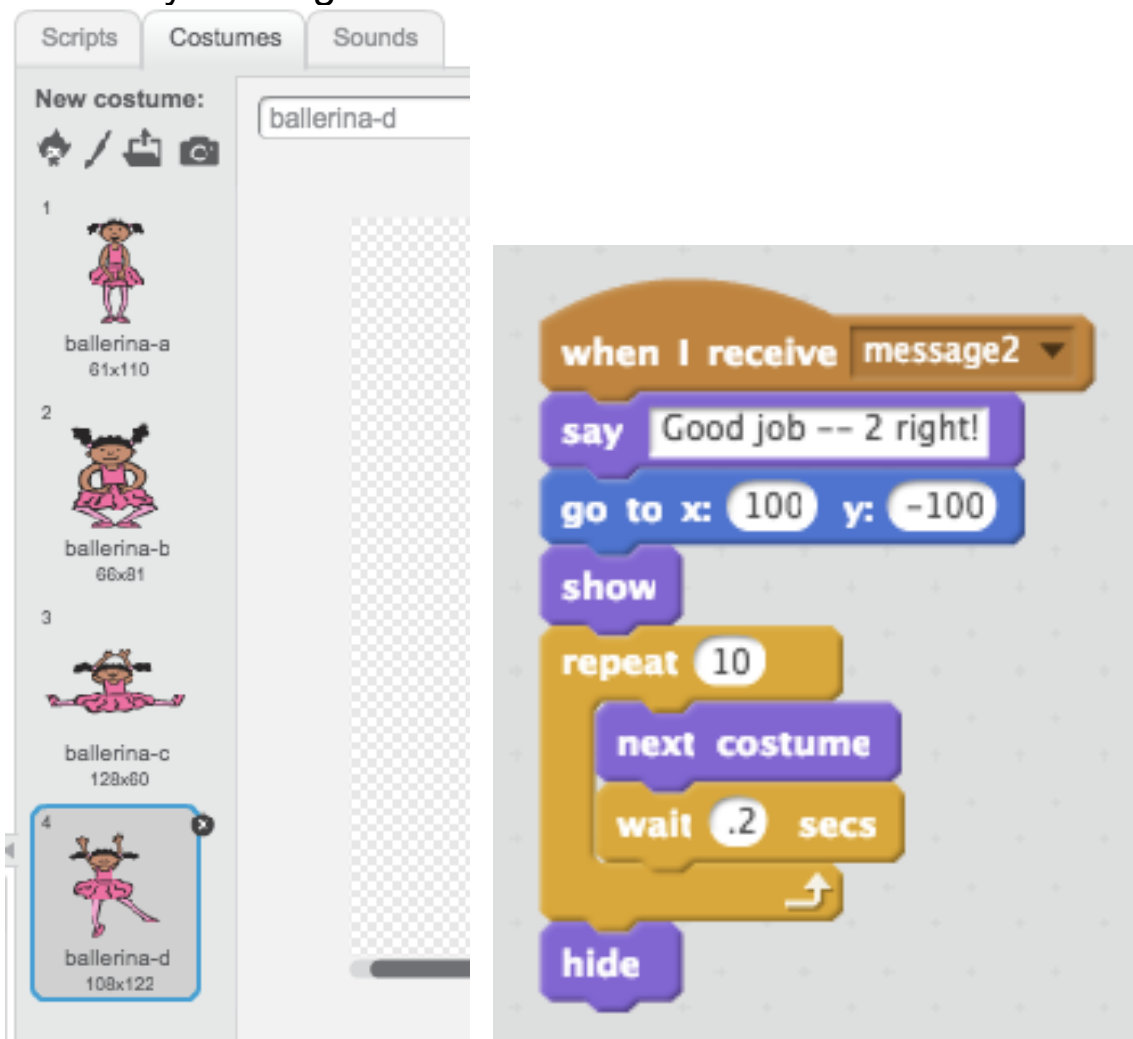 Scripts Costumes Sounds
New costume:
ballerina-d
1
ballerina-a
61x110
2
ballerina-b
66x81
3
ballerina-c
128x60
4
ballerina-d
108x122
when I receive message2
say Good job -- 2 right!
go to x: 100 y: -100
show
repeat 10
next costume
wait .2 secs
hide